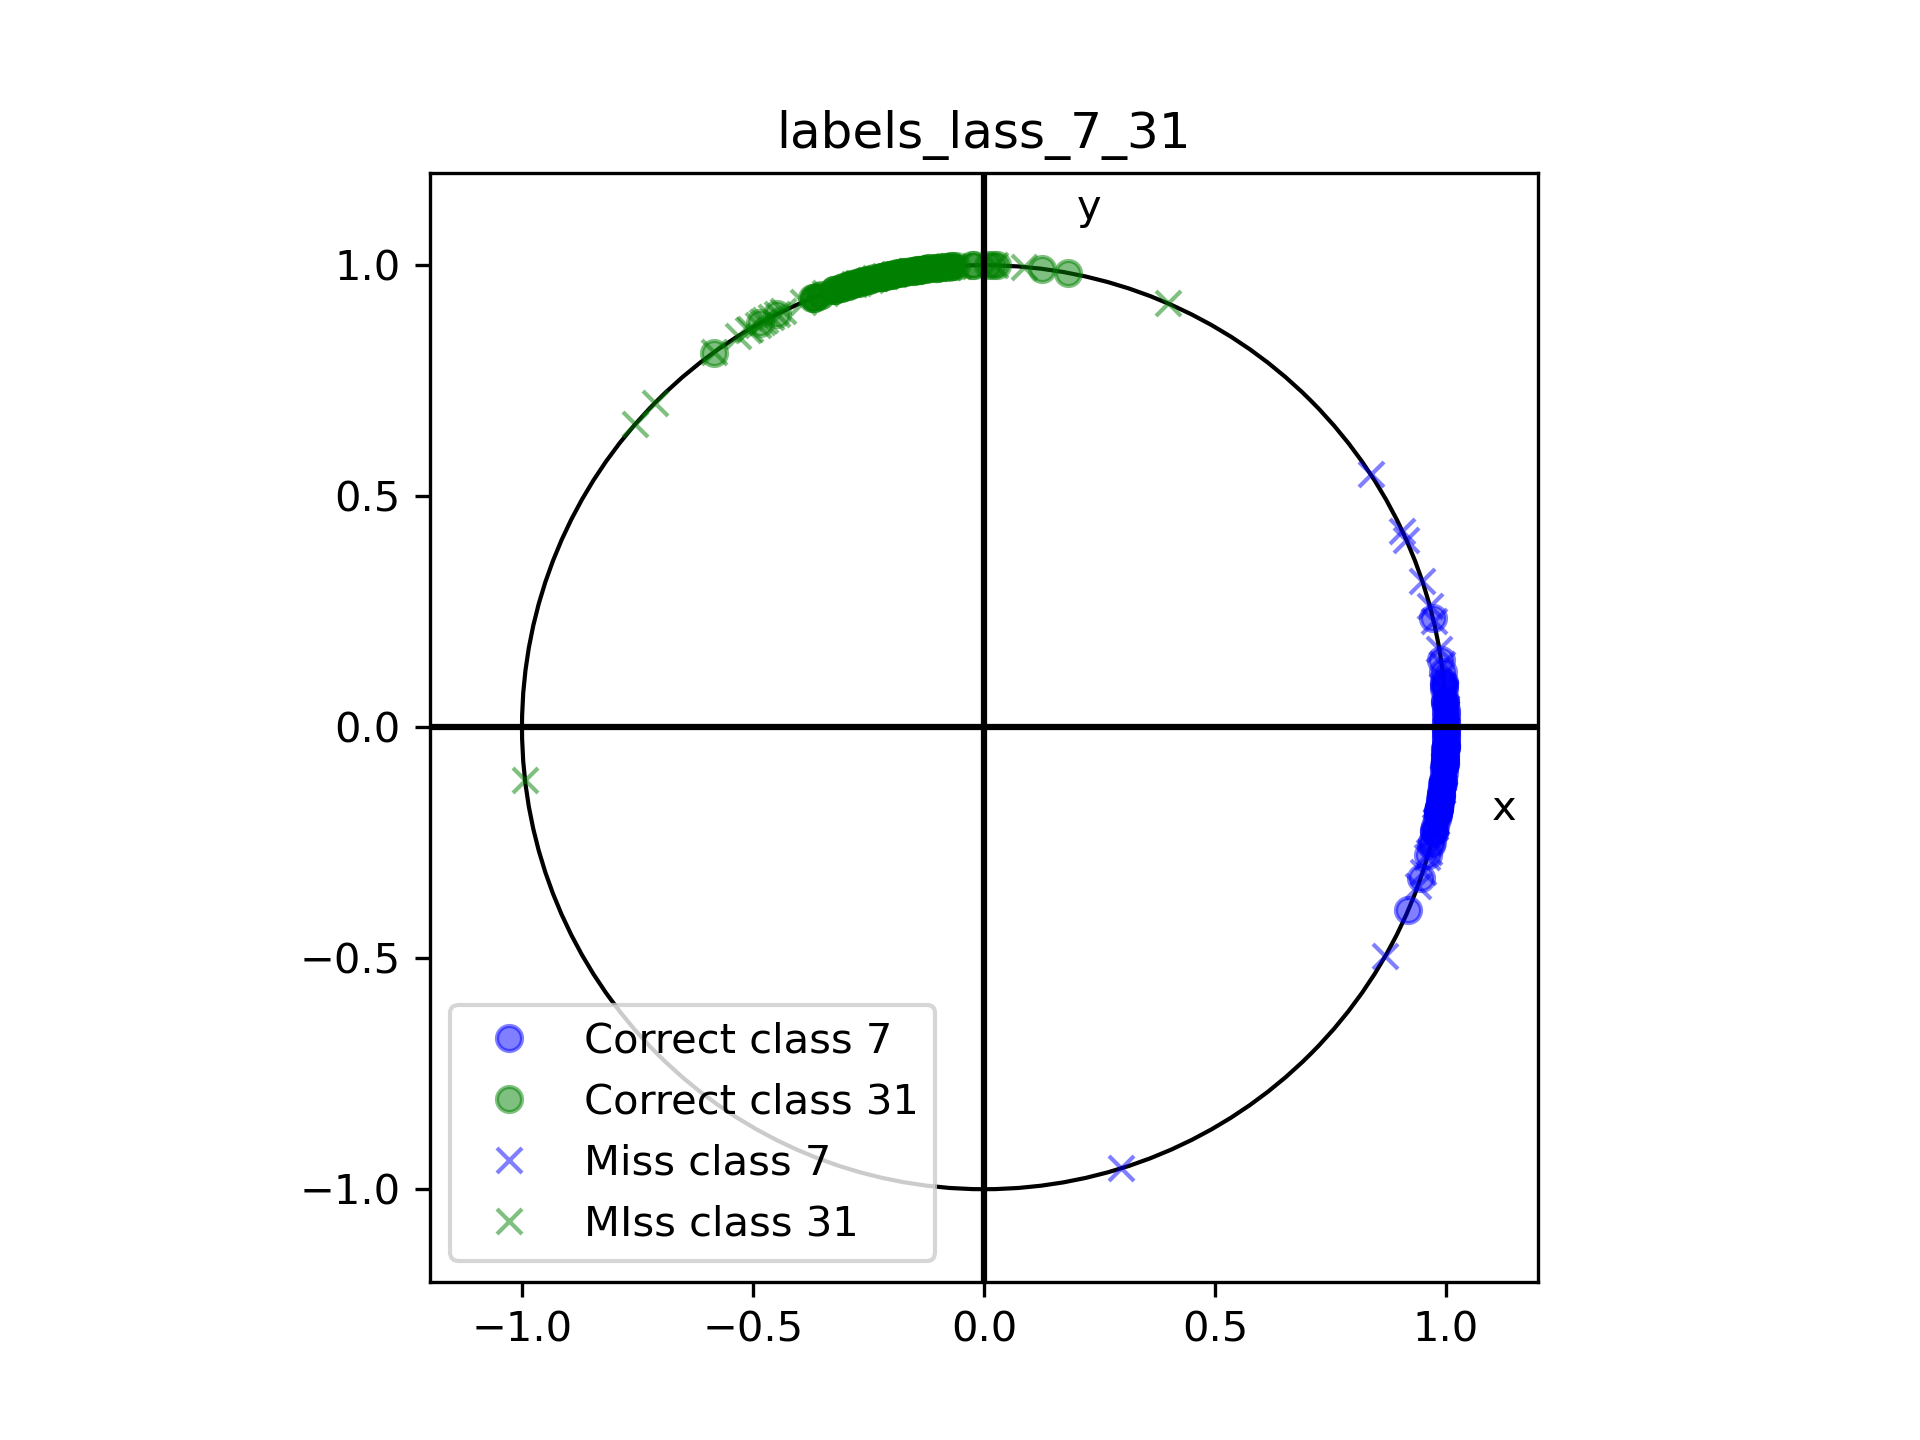 labels_lass_7_31
y
1.0
0.5
0.0
x
−0.5
−1.0
Correct class 7
Correct class 31
Miss class 7
MIss class 31
−1.0 −0.5 0.0 0.5 1.0